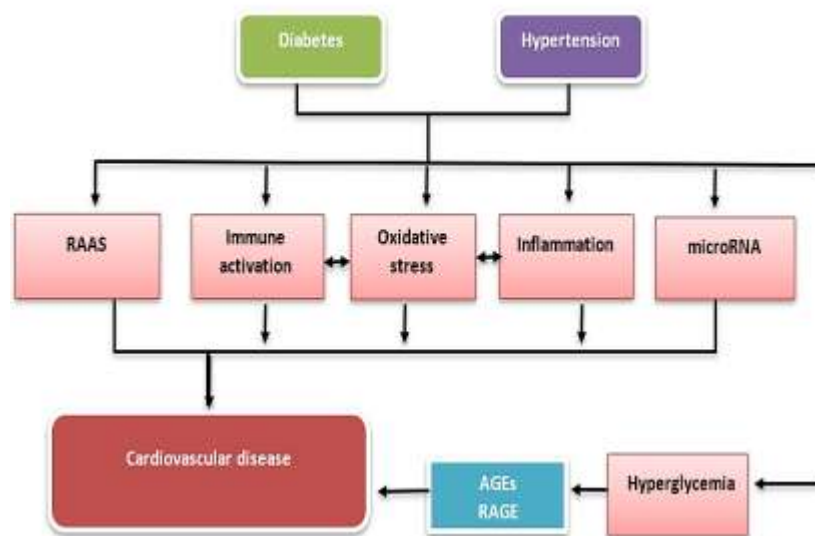 Diabetes
Hypertension
RAAS
Immune
activation
Oxidative
stress
Inflammation
microRNA
Cardiovascular disease
AGEs
RAGE
Hyperglycemia